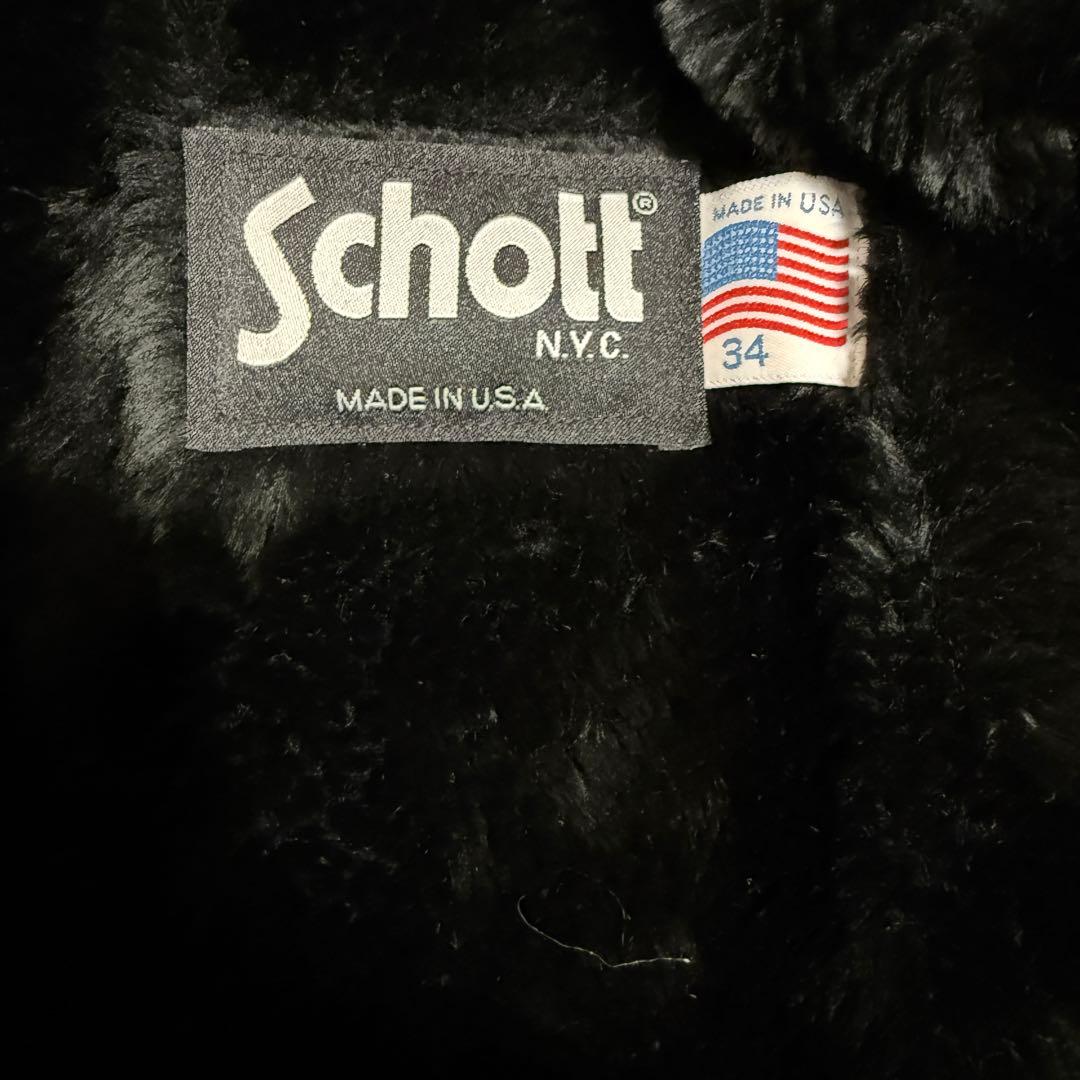 Schott®
N.Y.C.
MADE IN U.S.A
MADE IN USA
34